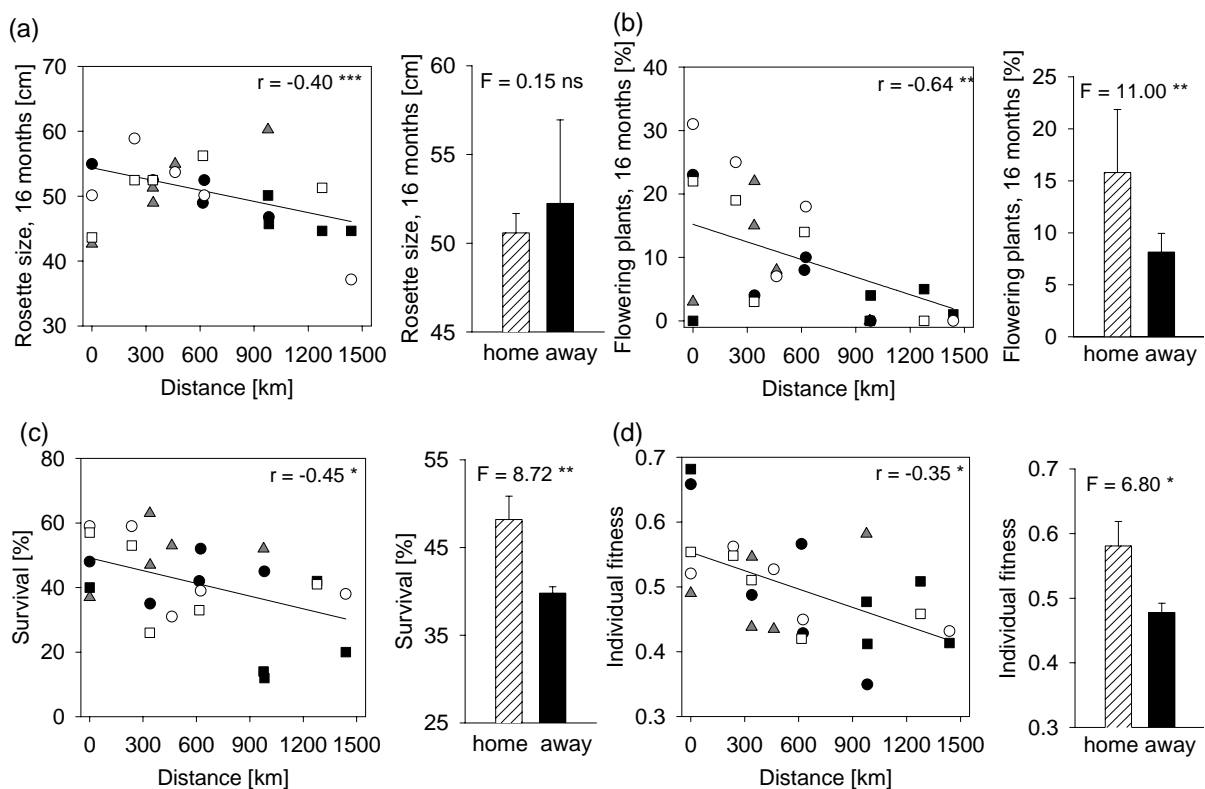 (a)
Rosette size, 16 months [cm]
70
60
50
40
30
r = -0.40 ***
0 300 600 900 1200 1500
Distance [km]
Rosette size, 16 months [cm]
60
55
50
45
F = 0.15 ns
home away
(b)
Flowering plants, 16 months [%]
40
30
20
10
0
r = -0.64 **
0 300 600 900 1200 1500
Distance [km]
Flowering plants, 16 months [%]
25
20
15
10
5
0
F = 11.00 **
home away
(c)
Survival [%]
80
60
40
20
0
r = -0.45 *
0 300 600 900 1200 1500
Distance [km]
Survival [%]
55
45
35
25
F = 8.72 **
home away
(d)
Individual fitness
0.7
0.6
0.5
0.4
0.3
r = -0.35 *
0 300 600 900 1200 1500
Distance [km]
Individual fitness
0.7
0.6
0.5
0.4
0.3
F = 6.80 *
home away